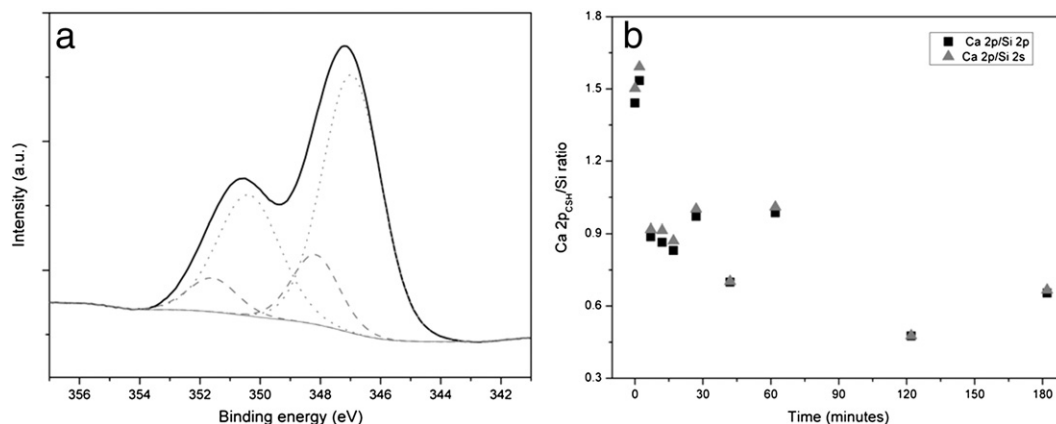 a
Intensity (a.u.)
356 354 352 350 348 346 344 342
Binding energy (eV)
b
Ca 2p/Si 2p
Ca 2p/Si 2s
Ca 2pCSH/Si ratio
1.8
1.5
1.2
0.9
0.6
0.3
0 30 60 90 120 150 180
Time (minutes)